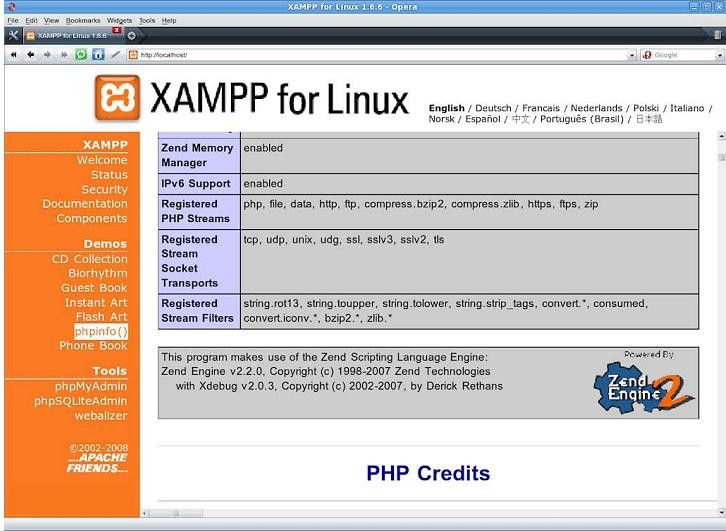 XAMPP for Linux 1.6.6 - Opera
File Edit View Bookmarks Widgets Tools Help
XAMPP for Linux 1.6.6
http://localhost/
Google
XAMPP for Linux
English / Deutsch / Francais / Nederlands / Polski / Italiano /
Norsk / Español / 中文 / Português (Brasil) / 日本語
XAMPP
Welcome
Status
Security
Documentation
Components
Demos
CD Collection
Biorhythm
Guest Book
Instant Art
Flash Art
phpinfo()
Phone Book
Tools
phpMyAdmin
phpSQLiteAdmin
webalizer
©2002-2008
...APACHE
FRIENDS...
Zend Memory enabled
Manager
IPv6 Support enabled
Registered php, file, data, http, ftp, compress.bzip2, compress.zlib, https, ftps, zip
PHP Streams
Registered tcp, udp, unix, udg, ssl, sslv3, sslv2, tls
Stream
Socket
Transports
Registered string.rot13, string.toupper, string.tolower, string.strip_tags, convert.*, consumed,
Stream Filters convert.iconv.*, bzip2.*, zlib.*
This program makes use of the Zend Scripting Language Engine:
Zend Engine v2.2.0, Copyright (c) 1998-2007 Zend Technologies
with Xdebug v2.0.3, Copyright (c) 2002-2007, by Derick Rethans
Powered By
Zend
Engine 2
PHP Credits